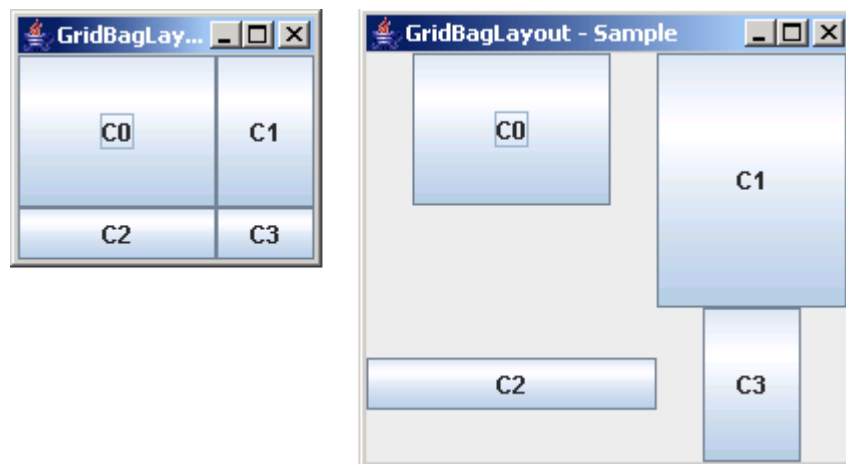 GridBagLay...
C0
C1
C2
C3
GridBagLayout - Sample
C0
C1
C2
C3